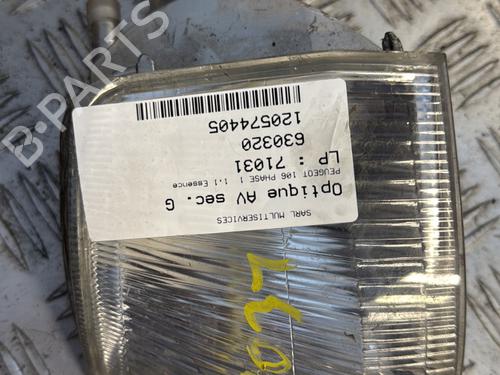 SARL MULTISERVICES
Optique AV sec. G
PEUGEOT 106 PHASE 1 1.1 Essence
LP : 71031
630320
120574405
B-PARTS